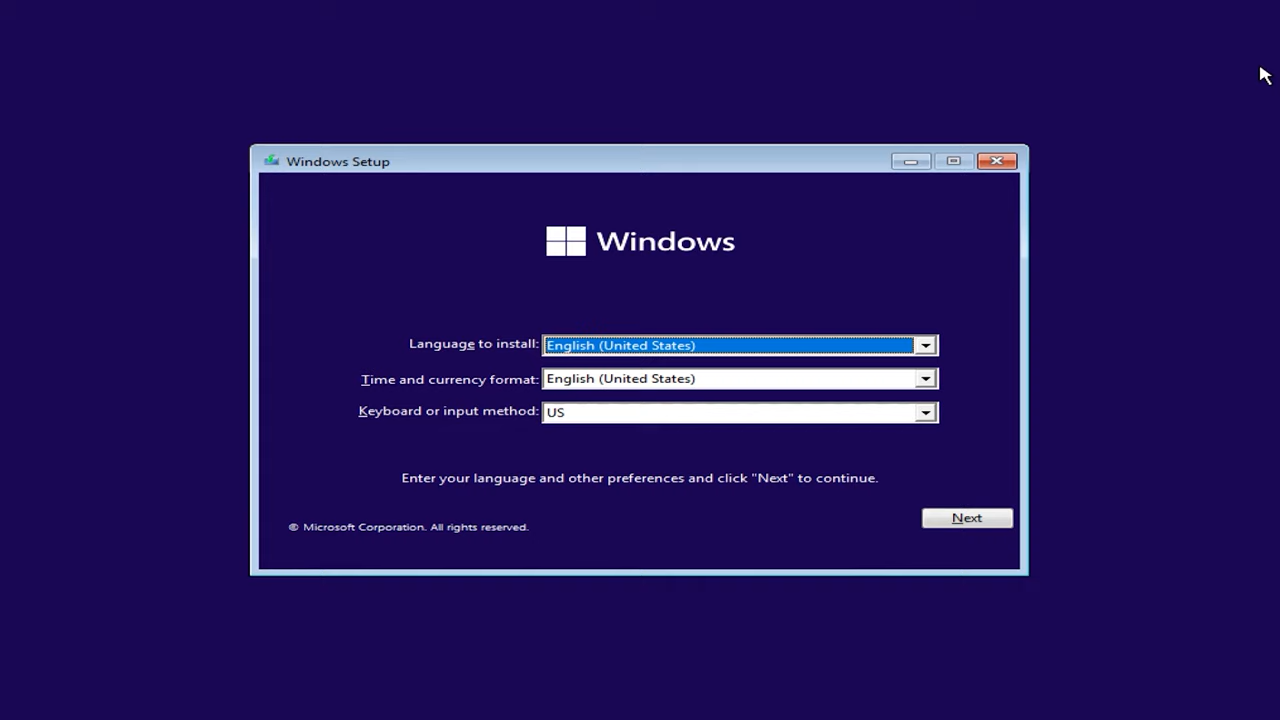 Windows Setup
Windows
Language to install: English (United States)
Time and currency format: English (United States)
Keyboard or input method: US
Enter your language and other preferences and click "Next" to continue.
Next
© Microsoft Corporation. All rights reserved.